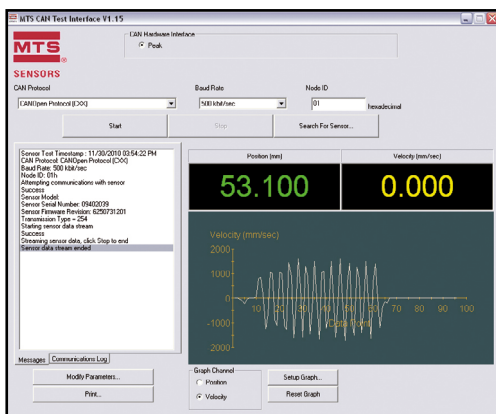 MTS CAN Test Interface V1.15
MTS
®
SENSORS
CAN Hardware Interface
Peak
CAN Protocol
Baud Rate
Node ID
CANOpen Protocol (CXX)
500 kbit/sec
01
hexadecimal
Start
Stop
Search For Sensor...
Sensor Test Timestamp : 11/30/2010 03:54:22 PM
CAN Protocol: CANOpen Protocol (CXX)
Baud Rate: 500 kbit/sec
Node ID: 01h
Attempting communications with sensor
Success
Sensor Model:
Sensor Serial Number: 09402039
Sensor Firmware Revision: 6250731201
Transmission Type = 254
Starting sensor data stream
Success
Streaming sensor data, click Stop to end
Sensor data stream ended
Messages
Communications Log
Modify Parameters...
Print...
Position (mm)
Velocity (mm/sec)
53.100
0.000
Velocity (mm/sec)
2000
1000
0
-1000
2000
10 20 30 40 50 60 70 80 90 100
Data Point
Graph Channel
Position
Velocity
Setup Graph...
Reset Graph